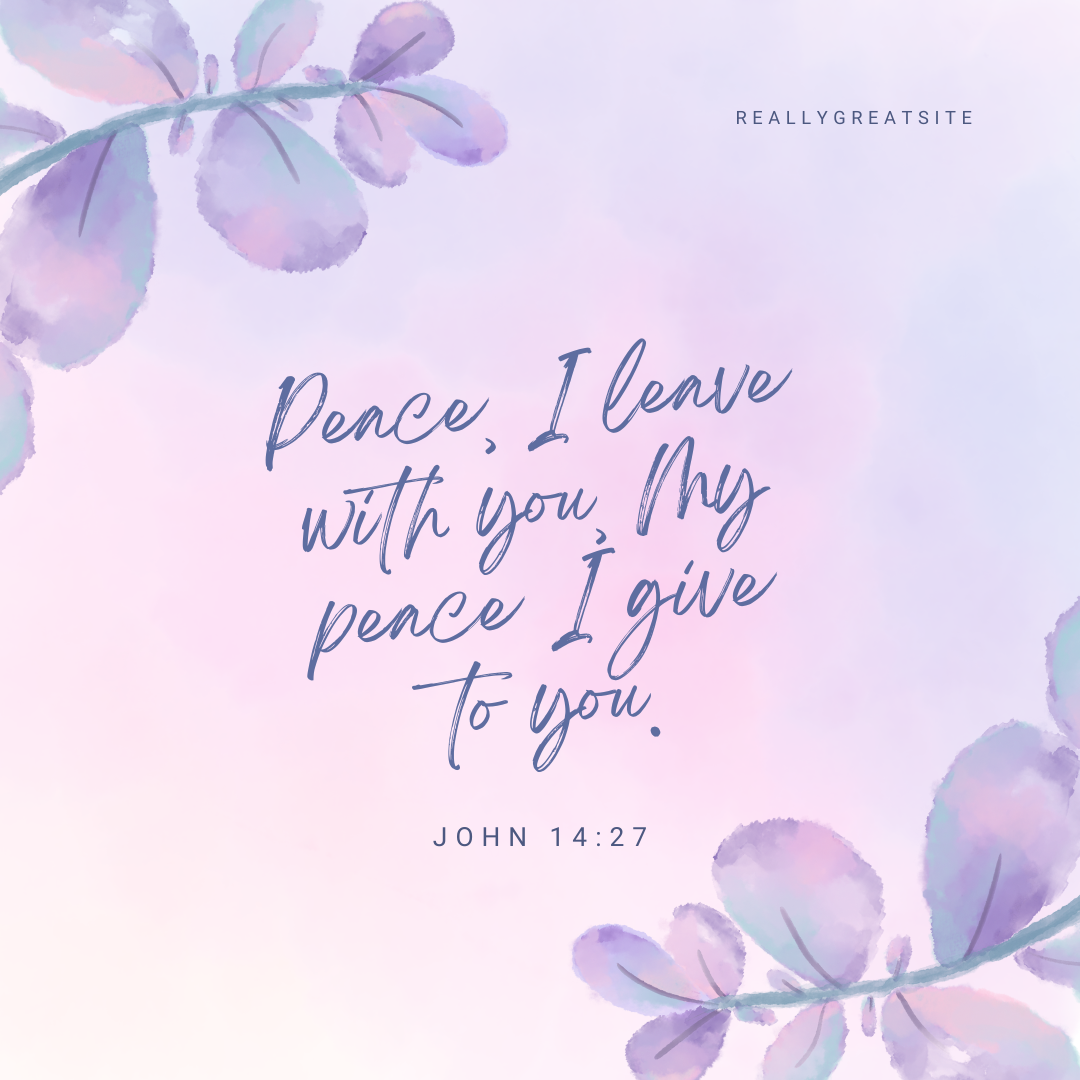 REALLYGREATSITE
Peace, I leave
with you, My
peace I give
to you.
JOHN 14:27